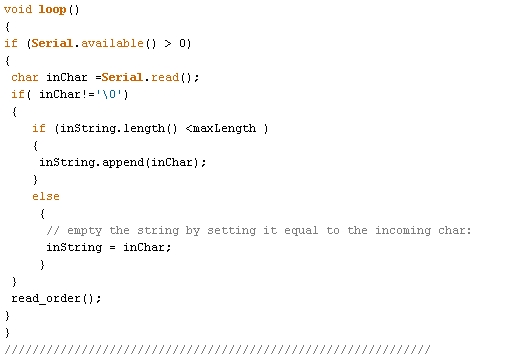 void loop()
{
if (Serial.available() > 0)
{
 char inChar =Serial.read();
 if( inChar!='\0')
 {
    if (inString.length() <maxLength )
    {
     inString.append(inChar);
    }
    else
     {
      // empty the string by setting it equal to the incoming char:
      inString = inChar;
     }
 }
 read_order();
}
}
/////////////////////////////////////////////////////////////